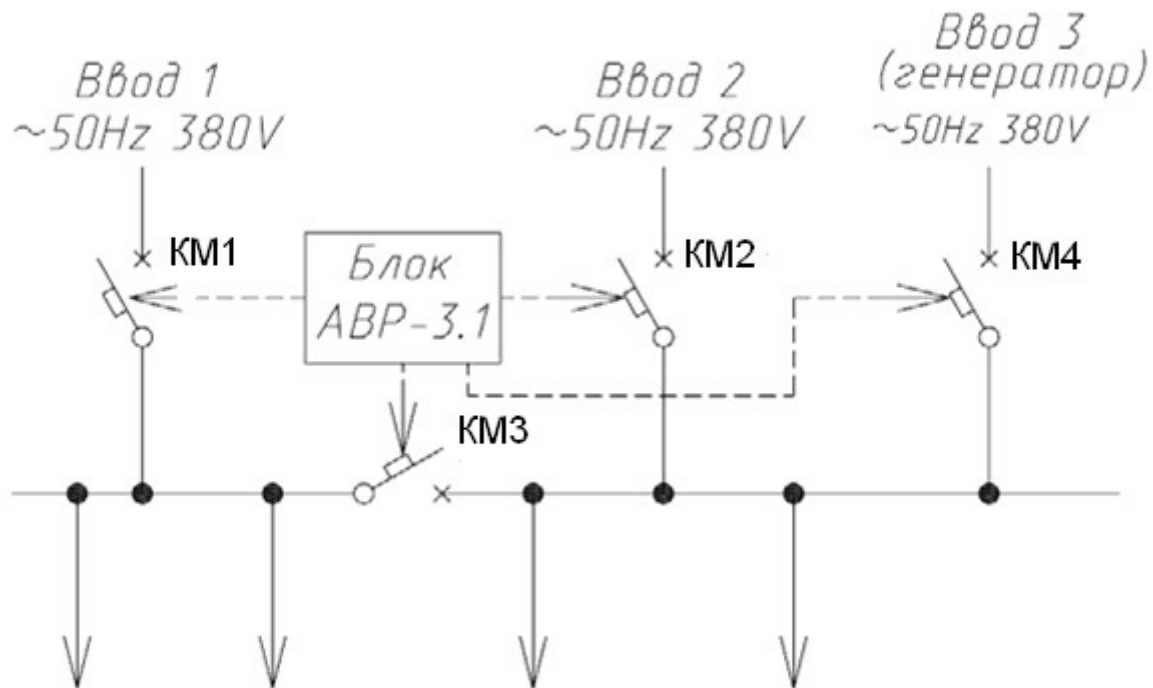 Ввод 1
~50Hz 380V
Ввод 2
~50Hz 380V
Ввод 3
(генератор)
~50Hz 380V
КМ1
Блок
АВР-3.1
КМ2
КМ4
КМ3